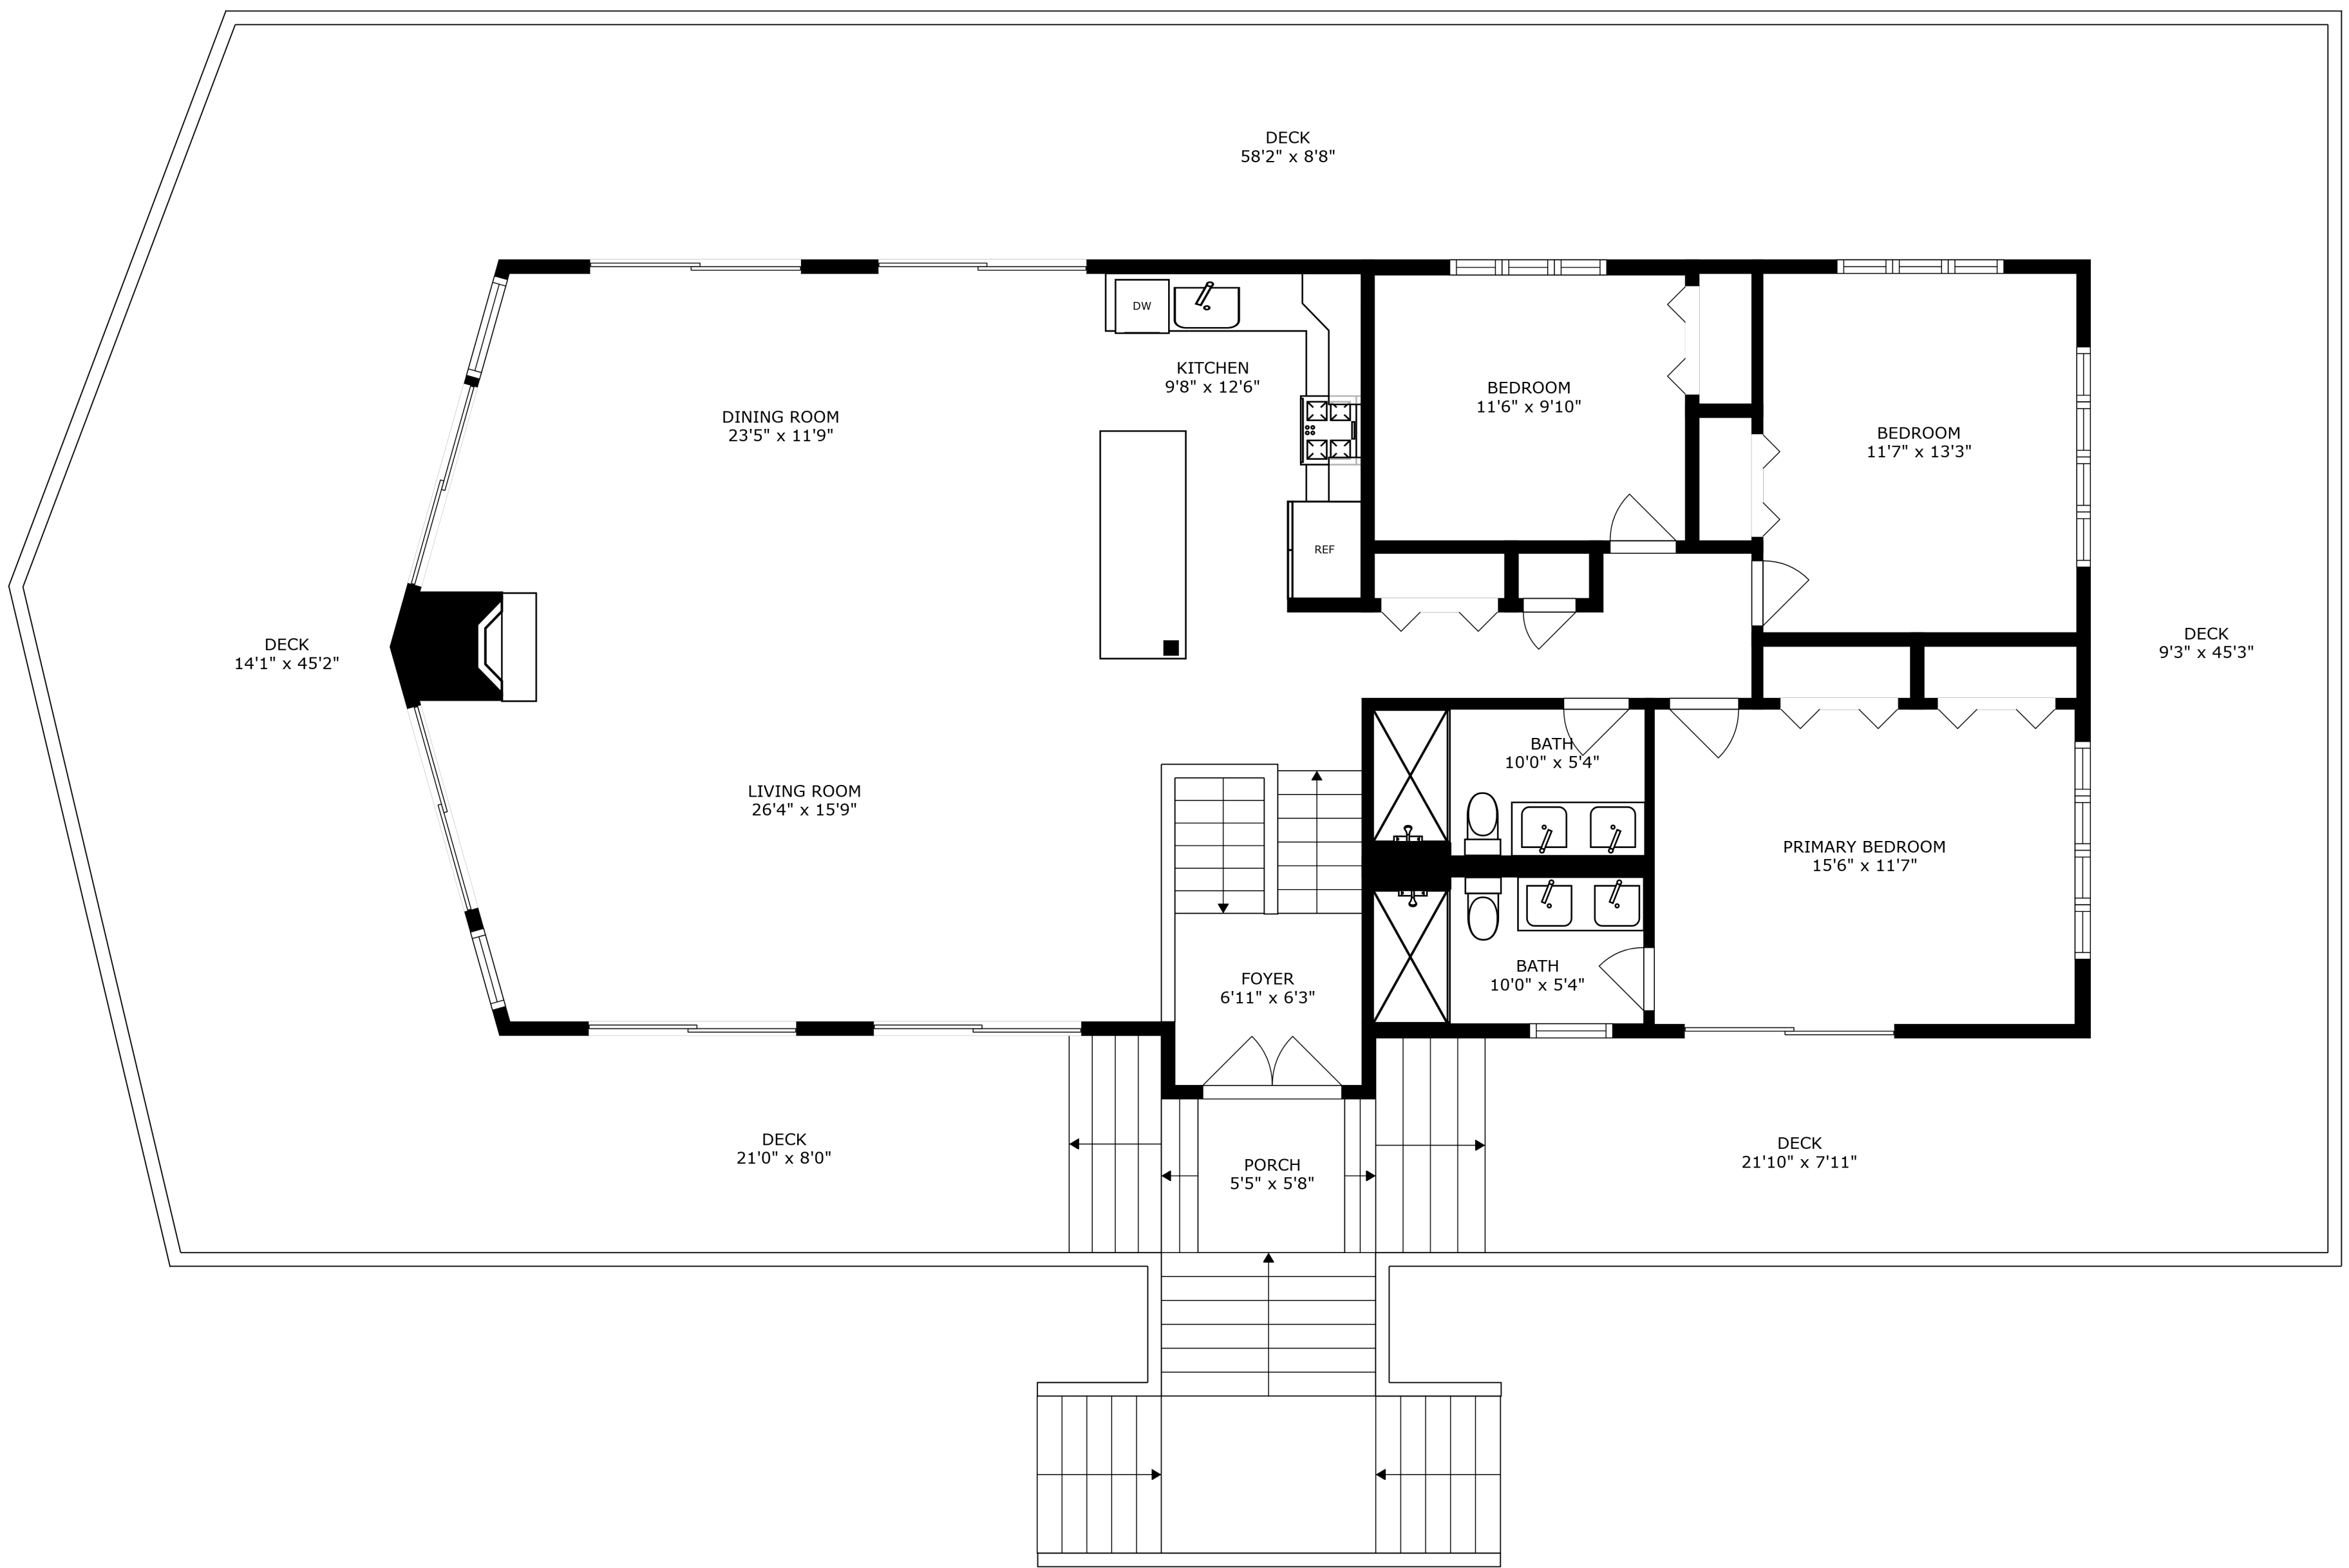 DECK
58'2" x 8'8"
DW
KITCHEN
9'8" x 12'6"
BEDROOM
11'6" x 9'10"
DINING ROOM
23'5" x 11'9"
BEDROOM
11'7" x 13'3"
REF
DECK
14'1" x 45'2"
DECK
9'3" x 45'3"
BATH
10'0" x 5'4"
LIVING ROOM
26'4" x 15'9"
PRIMARY BEDROOM
15'6" x 11'7"
BATH
10'0" x 5'4"
FOYER
6'11" x 6'3"
DECK
21'0" x 8'0"
PORCH
5'5" x 5'8"
DECK
21'10" x 7'11"